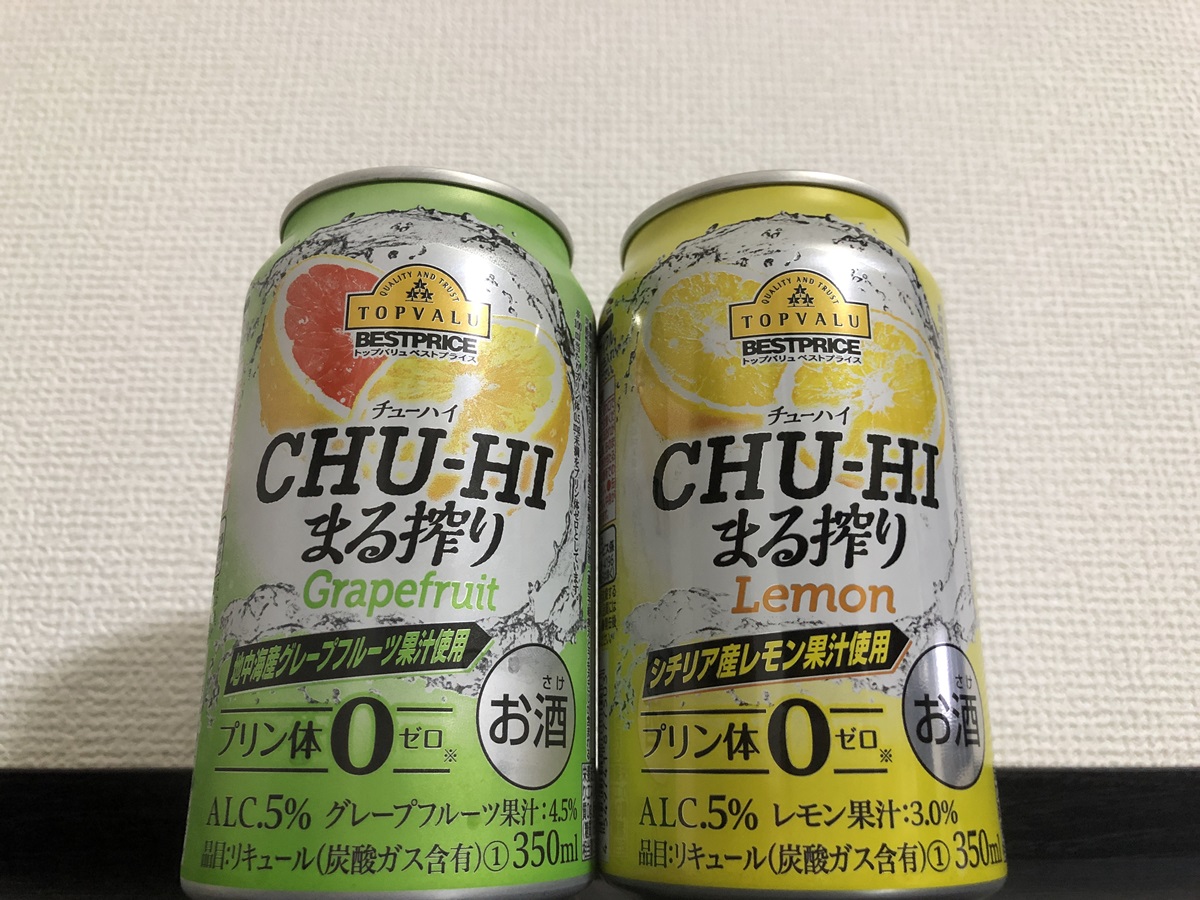 QUALITY AND TRUST
TOPVALU
BESTPRICE
トップバリュ ベストプライス
チューハイ
CHU-HI
まる搾り
Grapefruit
地中海産グレープフルーツ果汁使用
プリン体0ゼロ※
さけ
お酒
ALC.5% グレープフルーツ果汁:4.5%
品目:リキュール(炭酸ガス含有)① 350ml
QUALITY AND TRUST
TOPVALU
BESTPRICE
トップバリュ ベストプライス
チューハイ
CHU-HI
まる搾り
Lemon
シチリア産レモン果汁使用
プリン体0ゼロ※
さけ
お酒
ALC.5% レモン果汁:3.0%
品目:リキュール(炭酸ガス含有)① 350ml